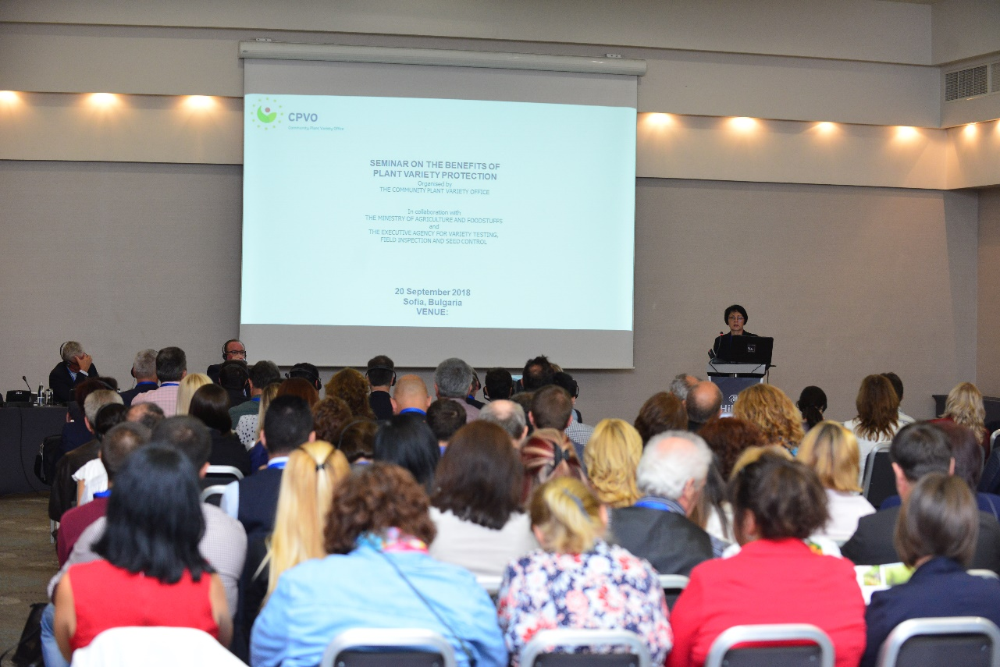 CPVO
Community Plant Variety Office
SEMINAR ON THE BENEFITS OF
PLANT VARIETY PROTECTION
Organised by
THE COMMUNITY PLANT VARIETY OFFICE
In collaboration with
THE MINISTRY OF AGRICULTURE AND FOODSTUFFS
and
THE EXECUTIVE AGENCY FOR VARIETY TESTING,
FIELD INSPECTION AND SEED CONTROL
20 September 2018
Sofia, Bulgaria
VENUE: